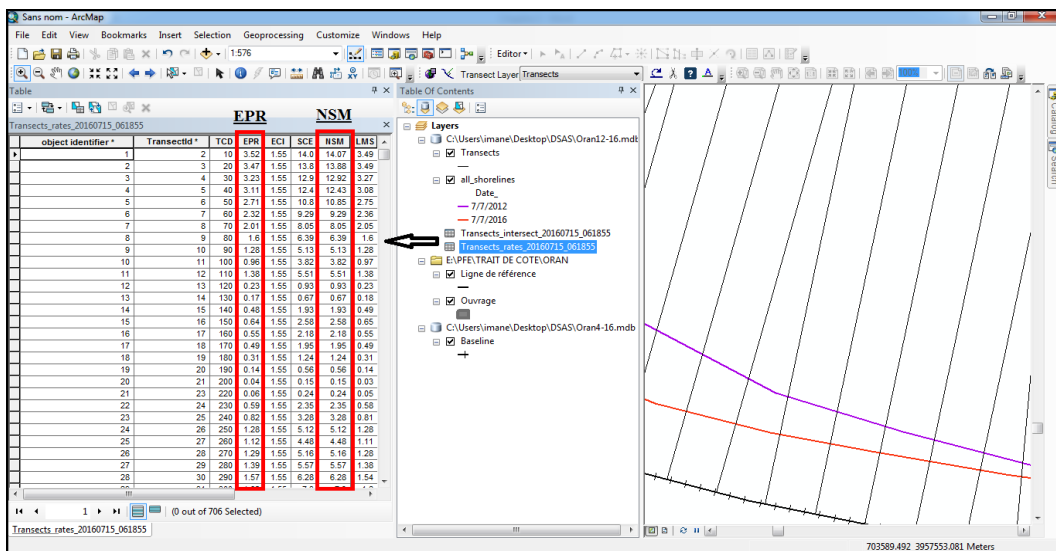 Sans nom - ArcMap
File Edit View Bookmarks Insert Selection Geoprocessing Customize Windows Help
1:576 Editor
Transect Layer Transects 100%
Table
EPR NSM
Transects_rates_20160715_061855
object identifier * TransectId * TCD EPR ECI SCE NSM LMS
1 2 10 3.52 1.55 14.0 14.07 3.49
2 3 20 3.47 1.55 13.8 13.88 3.49
3 4 30 3.23 1.55 12.9 12.92 3.27
4 5 40 3.11 1.55 12.4 12.43 3.08
5 6 50 2.71 1.55 10.8 10.85 2.75
6 7 60 2.32 1.55 9.29 9.29 2.36
7 8 70 2.01 1.55 8.05 8.05 2.05
8 9 80 1.6 1.55 6.39 6.39 1.6
9 10 90 1.28 1.55 5.13 5.13 1.28
10 11 100 0.96 1.55 3.82 3.82 0.97
11 12 110 1.38 1.55 5.51 5.51 1.38
12 13 120 0.23 1.55 0.93 0.93 0.23
13 14 130 0.17 1.55 0.67 0.67 0.18
14 15 140 0.48 1.55 1.93 1.93 0.49
15 16 150 0.64 1.55 2.58 2.58 0.65
16 17 160 0.55 1.55 2.18 2.18 0.55
17 18 170 0.49 1.55 1.95 1.95 0.49
18 19 180 0.31 1.55 1.24 1.24 0.31
19 20 190 0.14 1.55 0.56 0.56 0.14
20 21 200 0.04 1.55 0.15 0.15 0.03
21 23 220 0.06 1.55 0.24 0.24 0.05
22 24 230 0.59 1.55 2.35 2.35 0.58
23 25 240 0.82 1.55 3.28 3.28 0.81
24 26 250 1.28 1.55 5.12 5.12 1.28
25 27 260 1.12 1.55 4.48 4.48 1.11
26 28 270 1.29 1.55 5.16 5.16 1.28
27 29 280 1.39 1.55 5.57 5.57 1.38
28 30 290 1.57 1.55 6.28 6.28 1.54
1 (0 out of 706 Selected)
Transects_rates_20160715_061855
Table Of Contents
Layers
C:\Users\imane\Desktop\DSAS\Oran12-16.mdb
Transects
all_shorelines
Date_
7/7/2012
7/7/2016
Transects_intersect_20160715_061855
Transects_rates_20160715_061855
E:\PFE\TRAIT DE COTE\ORAN
Ligne de référence
Ouvrage
C:\Users\imane\Desktop\DSAS\Oran4-16.mdb
Baseline
Catalog
Search
703589.492 3957553.081 Meters